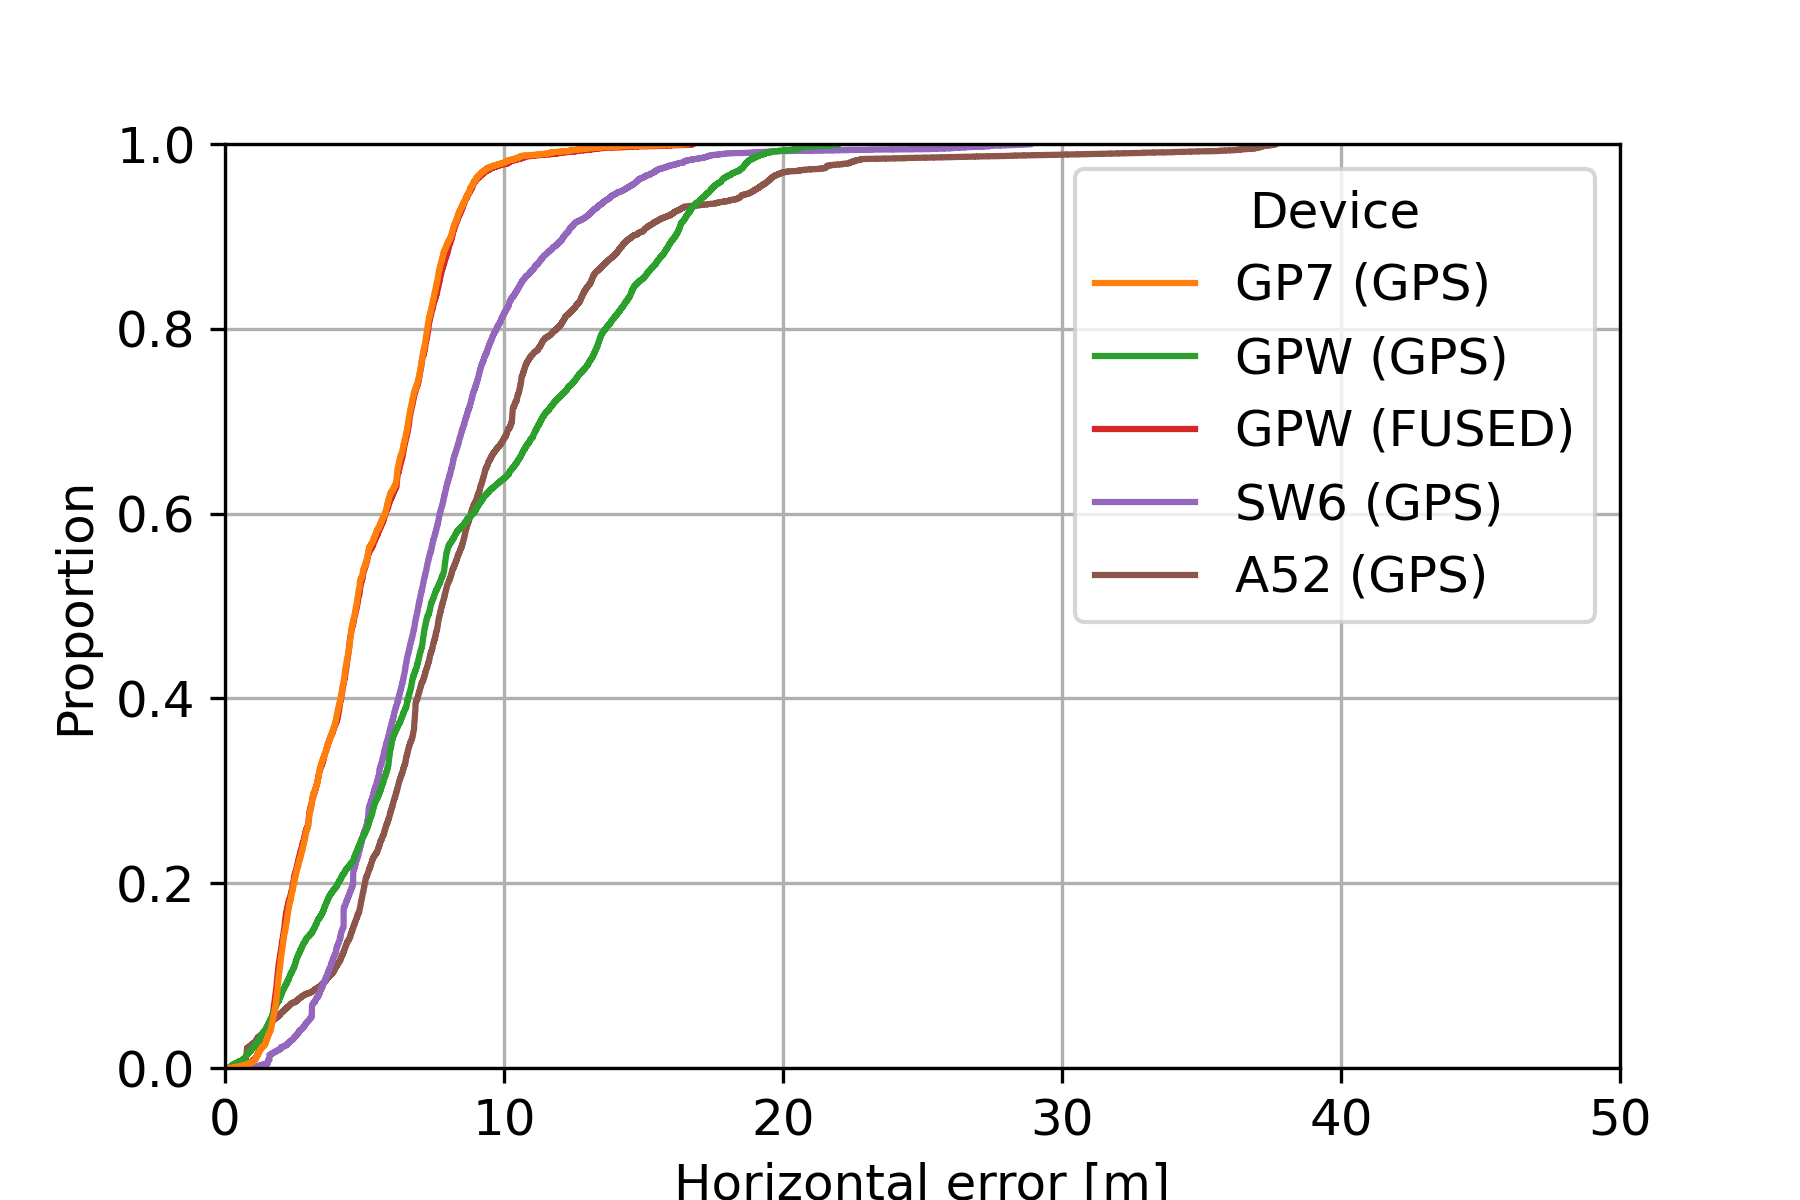 1.0
0.8
0.6
0.4
0.2
0.0
Proportion
0 10 20 30 40 50
Horizontal error [m]
Device
GP7 (GPS)
GPW (GPS)
GPW (FUSED)
SW6 (GPS)
A52 (GPS)